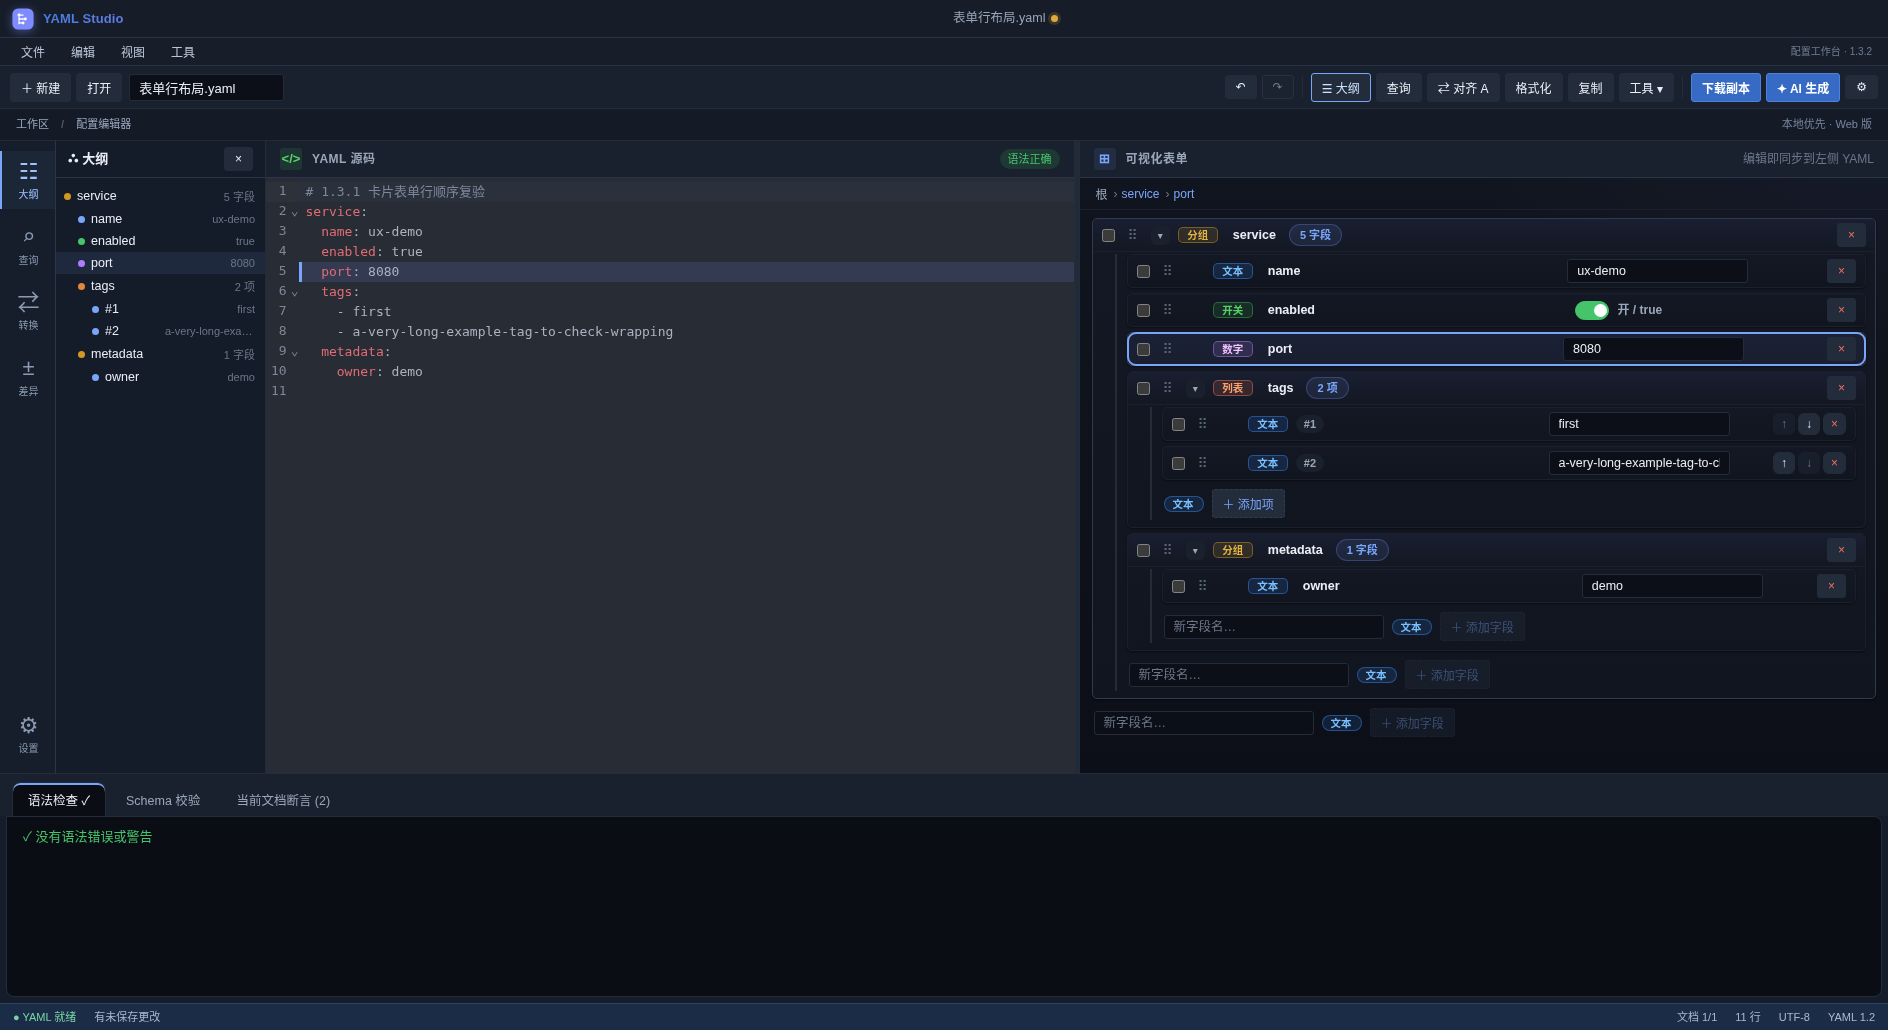 YAML Studio
表单行布局.yaml
文件 编辑 视图 工具
配置工作台 · 1.3.2
＋ 新建 打开 表单行布局.yaml
↶ ↷ ☰ 大纲 查询 ⇄ 对齐 A 格式化 复制 工具 ▾ 下载副本 ✦ AI 生成 ⚙
工作区 / 配置编辑器
本地优先 · Web 版
大纲
查询
转换
± 差异
设置
大纲 ×
service 5 字段
name ux-demo
enabled true
port 8080
tags 2 项
#1 first
#2 a-very-long-exa…
metadata 1 字段
owner demo
</> YAML 源码 语法正确
1 # 1.3.1 卡片表单行顺序复验
2 service:
3 name: ux-demo
4 enabled: true
5 port: 8080
6 tags:
7 - first
8 - a-very-long-example-tag-to-check-wrapping
9 metadata:
10 owner: demo
11
可视化表单 编辑即同步到左侧 YAML
根 › service › port
▾ 分组 service 5 字段 ×
文本 name ux-demo ×
开关 enabled 开 / true ×
数字 port 8080 ×
▾ 列表 tags 2 项 ×
文本 #1 first ↑ ↓ ×
文本 #2 a-very-long-example-tag-to-c ↑ ↓ ×
文本 ＋ 添加项
▾ 分组 metadata 1 字段 ×
文本 owner demo ×
新字段名… 文本 ＋ 添加字段
新字段名… 文本 ＋ 添加字段
新字段名… 文本 ＋ 添加字段
语法检查 ✓ Schema 校验 当前文档断言 (2)
✓ 没有语法错误或警告
● YAML 就绪 有未保存更改
文档 1/1 11 行 UTF-8 YAML 1.2